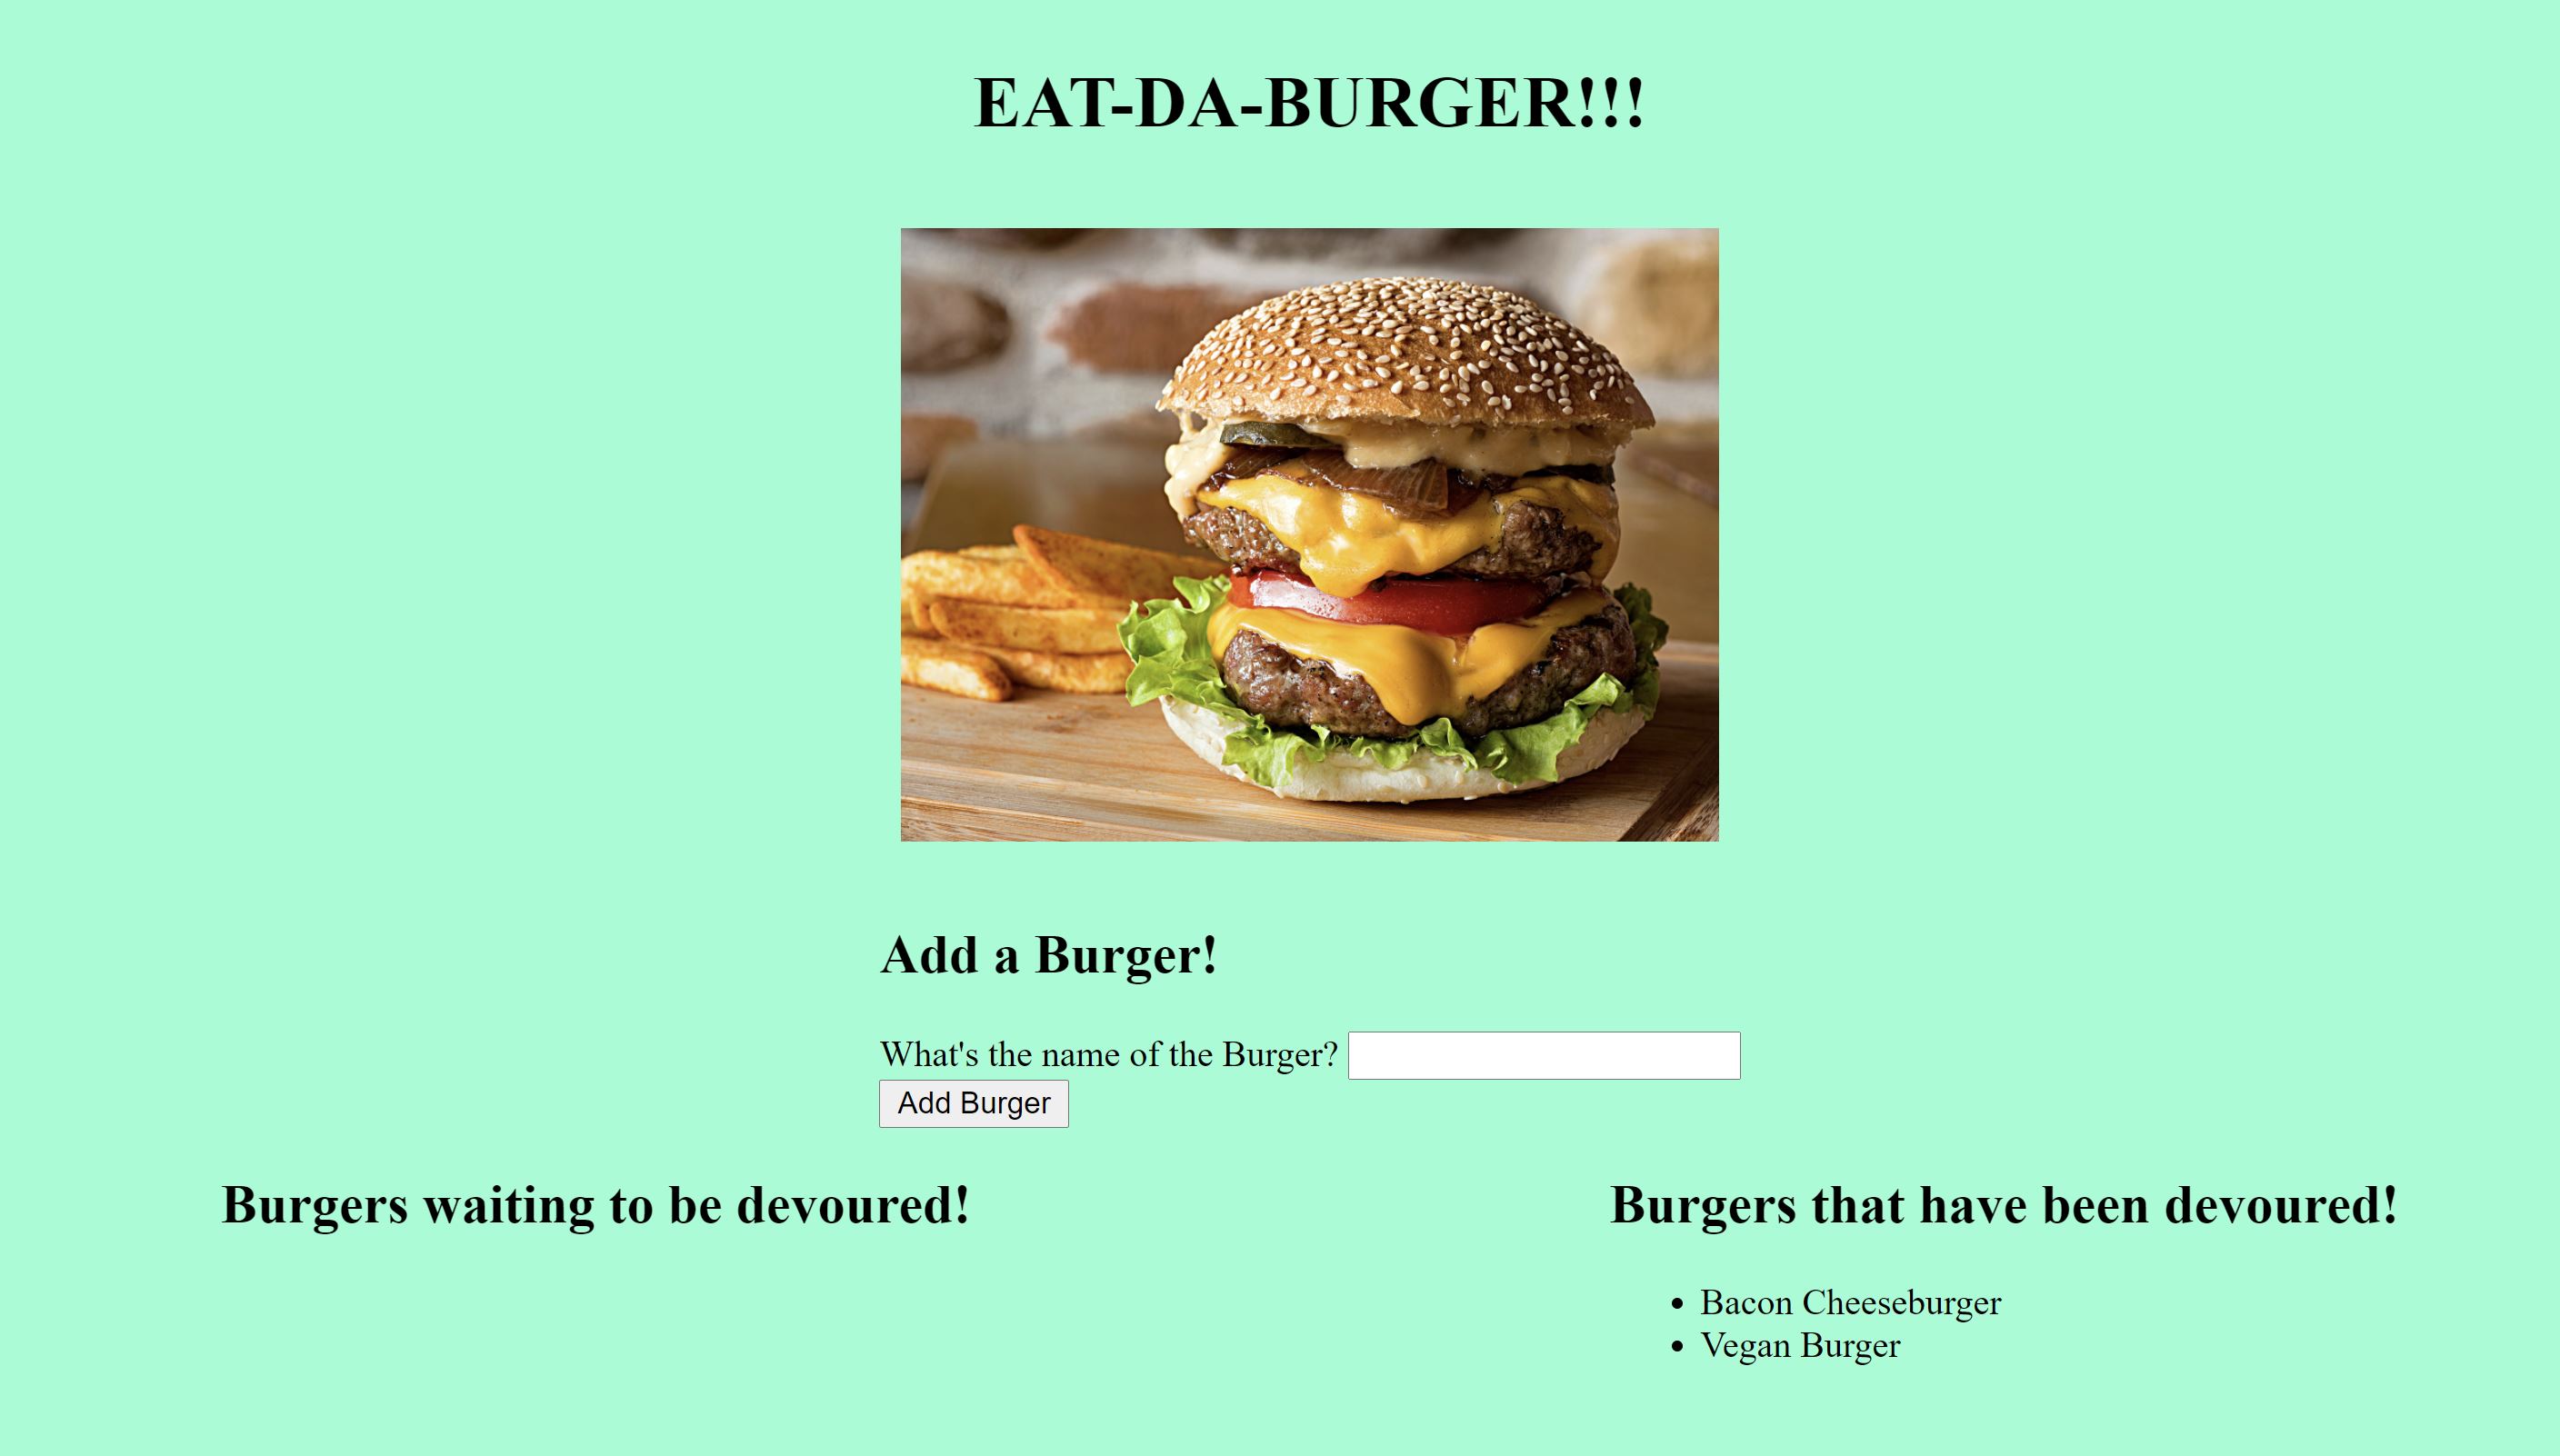 EAT-DA-BURGER!!!
Add a Burger!
What's the name of the Burger?
Add Burger
Burgers waiting to be devoured!
Burgers that have been devoured!
Bacon Cheeseburger
Vegan Burger